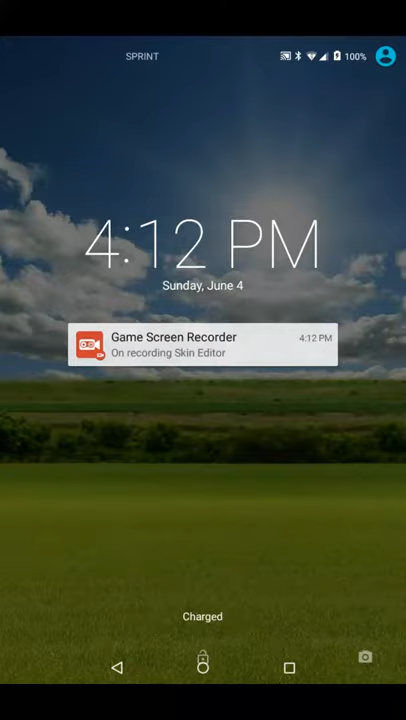 SPRINT
100%
4:12 PM
Sunday, June 4
Game Screen Recorder
4:12 PM
On recording Skin Editor
Charged